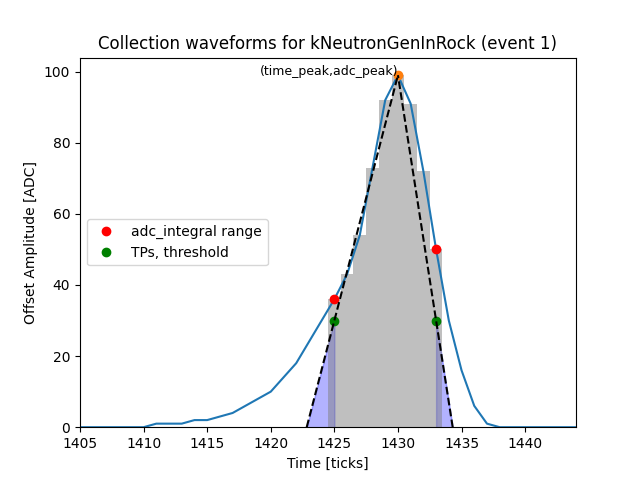 Collection waveforms for kNeutronGenInRock (event 1)
(time_peak,adc_peak)
100
80
60
40
20
0
Offset Amplitude [ADC]
adc_integral range
TPs, threshold
1405 1410 1415 1420 1425 1430 1435 1440
Time [ticks]